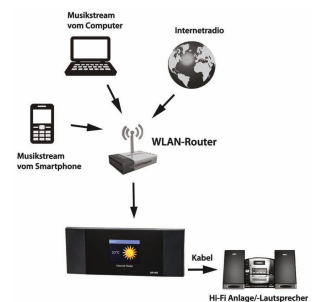 Musikstream
vom Computer
Internetradio
WLAN-Router
Musikstream
vom Smartphone
Kabel
Hi-Fi Anlage/-Lautsprecher